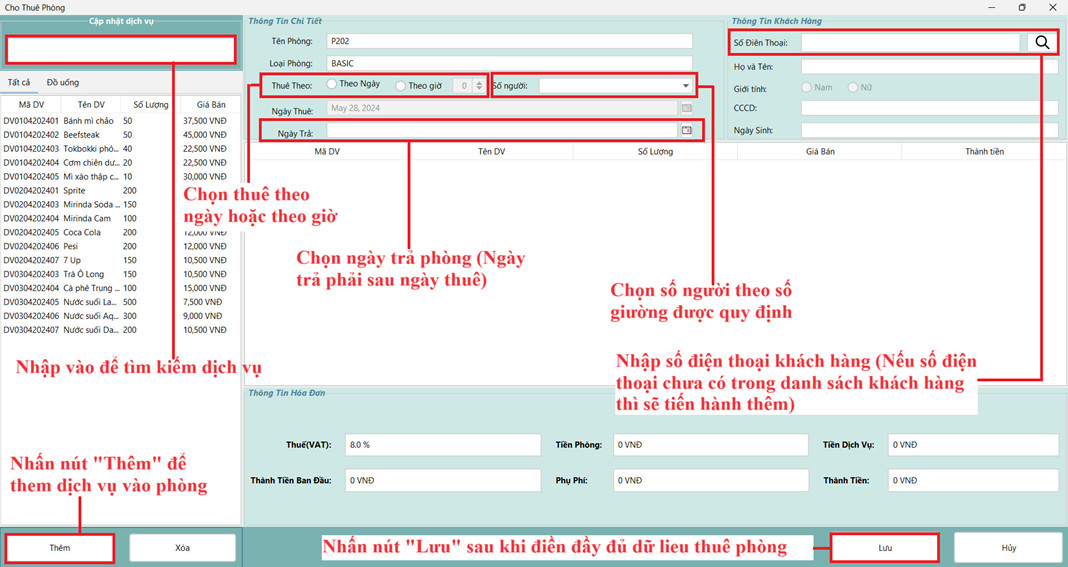 Cho Thuê Phòng
Cập nhật dịch vụ
Tất cả Đồ uống
Mã DV Tên DV Số Lượng Giá Bán
DV0104202401 Bánh mì chảo 50 37,500 VNĐ
DV0104202402 Beefsteak 50 45,000 VNĐ
DV0104202403 Tokbokki phô... 40 22,500 VNĐ
DV0104202404 Cơm chiên dư... 20 22,500 VNĐ
DV0104202405 Mì xào thập c... 10 30,000 VNĐ
DV0204202401 Sprite 200
DV0204202403 Mirinda Soda ... 150
DV0204202404 Mirinda Cam 100
DV0204202405 Coca Cola 200 12,000 VNĐ
DV0204202406 Pesi 200 12,000 VNĐ
DV0204202407 7 Up 150 10,500 VNĐ
DV0304202403 Trà Ô Long 150 10,500 VNĐ
DV0304202404 Cà phê Trung ... 100 15,000 VNĐ
DV0304202405 Nước suối La... 500 7,500 VNĐ
DV0304202406 Nước suối Aq... 300 9,000 VNĐ
DV0304202407 Nước suối Da... 200 10,500 VNĐ
Nhập vào để tìm kiếm dịch vụ
Nhấn nút "Thêm" để
them dịch vụ vào phòng
Thêm Xóa
Thông Tin Chi Tiết
Tên Phòng: P202
Loại Phòng: BASIC
Thuê Theo: Theo Ngày Theo giờ 0 Số người:
Ngày Thuê: May 28, 2024
Ngày Trả:
Thông Tin Khách Hàng
Số Điện Thoại:
Họ và Tên:
Giới tính: Nam Nữ
CCCD:
Ngày Sinh:
Mã DV Tên DV Số Lượng Giá Bán Thành tiền
Chọn thuê theo
ngày hoặc theo giờ
Chọn ngày trả phòng (Ngày
trả phải sau ngày thuê)
Chọn số người theo số
giường được quy định
Nhập số điện thoại khách hàng (Nếu số điện
thoại chưa có trong danh sách khách hàng
thì sẽ tiến hành thêm)
Thông Tin Hóa Đơn
Thuế(VAT): 8.0 % Tiền Phòng: 0 VNĐ Tiền Dịch Vụ: 0 VNĐ
Thành Tiền Ban Đầu: 0 VNĐ Phụ Phí: 0 VNĐ Thành Tiền: 0 VNĐ
Nhấn nút "Lưu" sau khi điền đầy đủ dữ lieu thuê phòng
Lưu Hủy